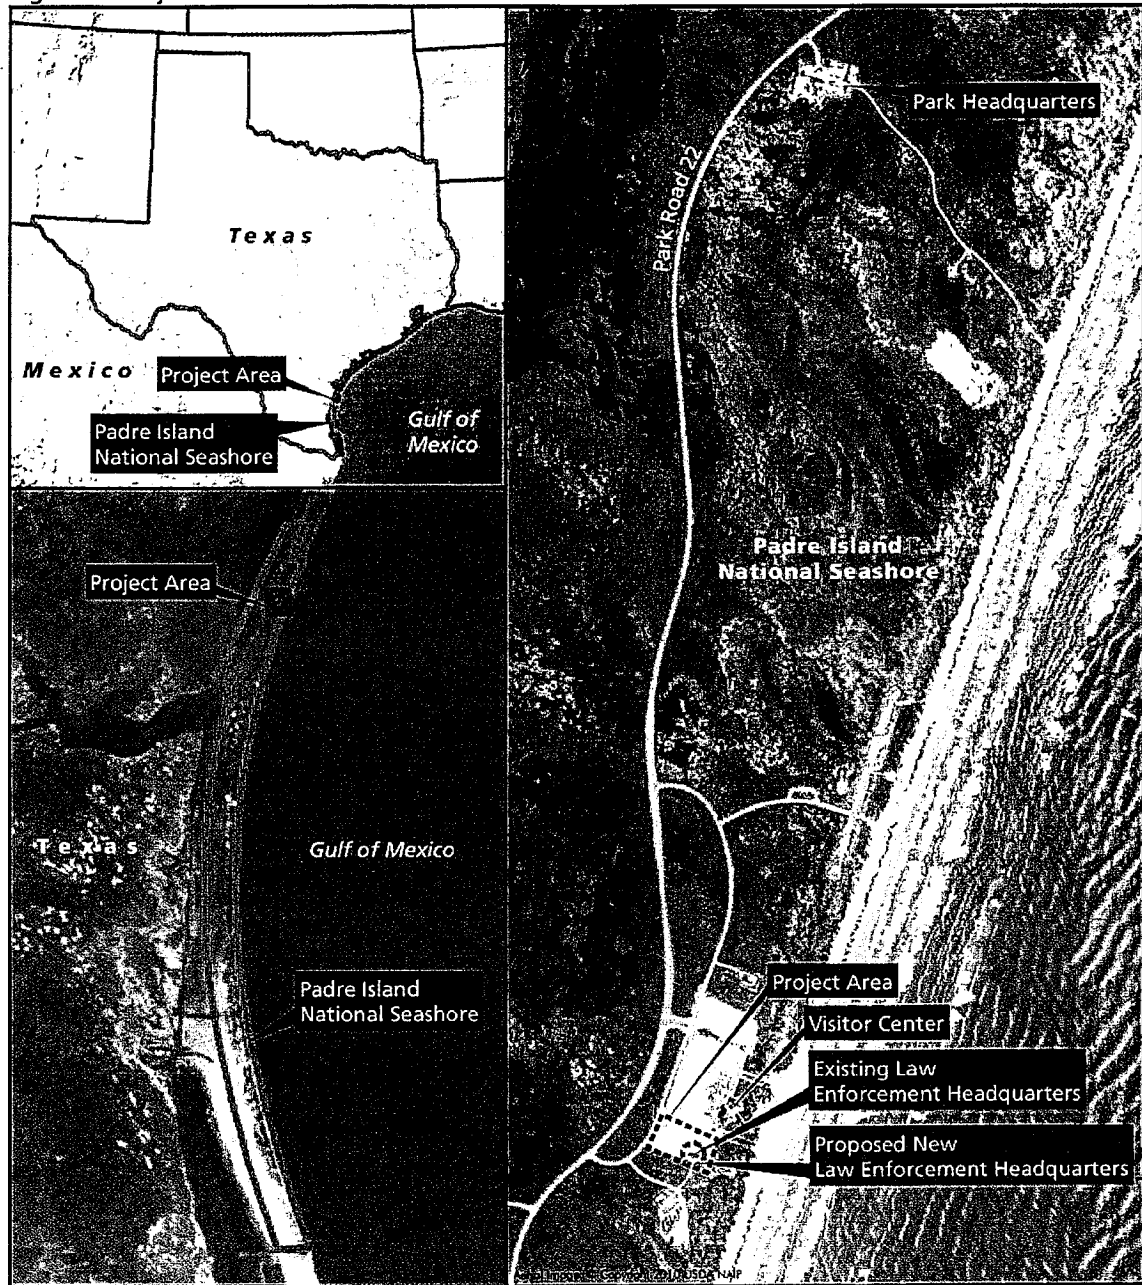 Texas
Mexico
Project Area
Padre Island
National Seashore
Gulf of
Mexico
Project Area
Texas
Gulf of Mexico
Padre Island
National Seashore
Park Headquarters
Park Road 22
Padre Island
National Seashore
Project Area
Visitor Center
Existing Law
Enforcement Headquarters
Proposed New
Law Enforcement Headquarters